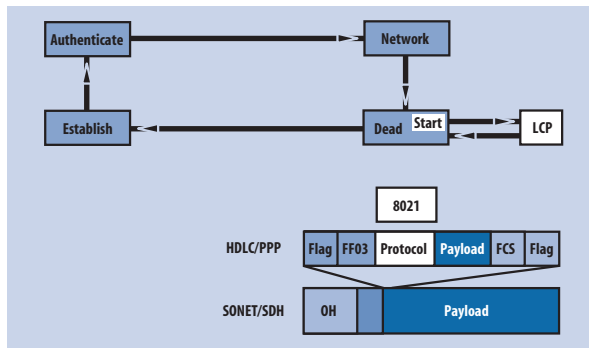 Authenticate
Network
Establish
Dead
Start
LCP
8021
HDLC/PPP
Flag
FF03
Protocol
Payload
FCS
Flag
SONET/SDH
OH
Payload